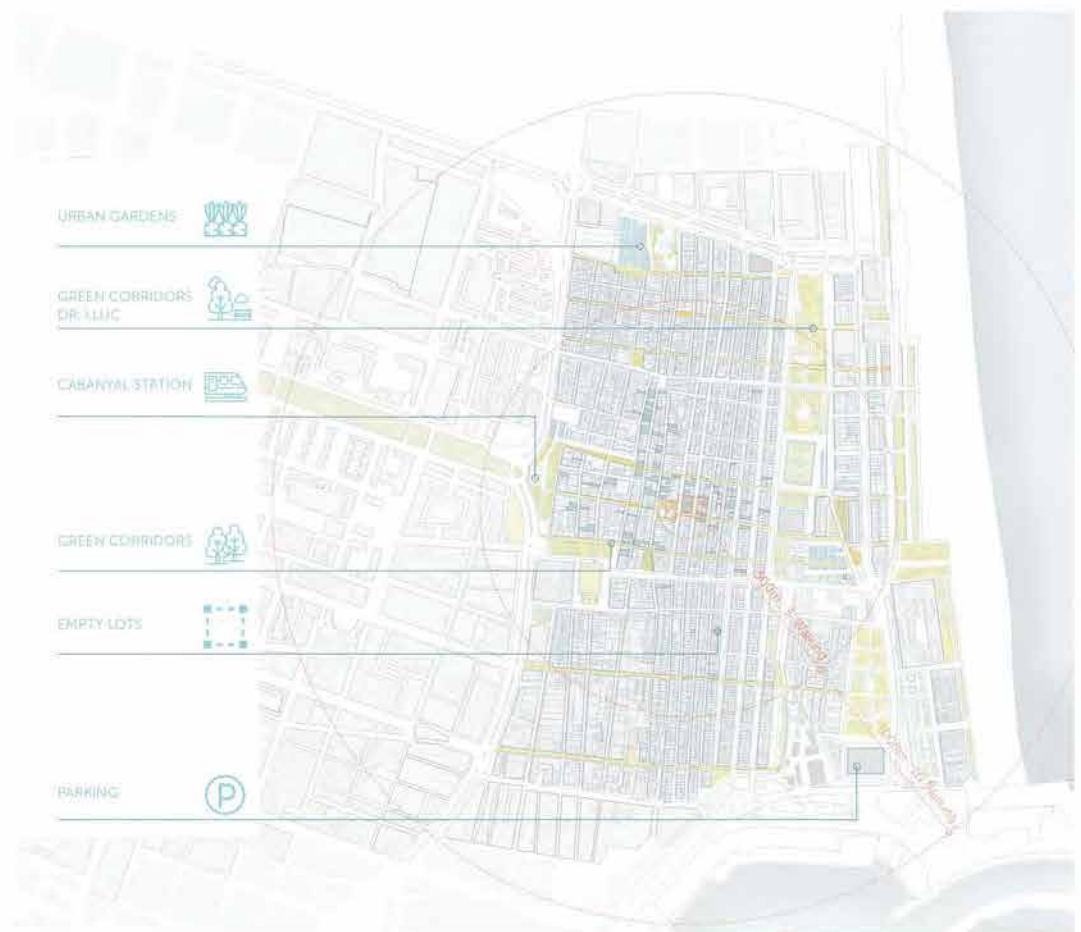 URBAN GARDENS
GREEN CORRIDORS
DR. LLUC
CABANYAL STATION
GREEN CORRIDORS
EMPTY LOTS
PARKING
P